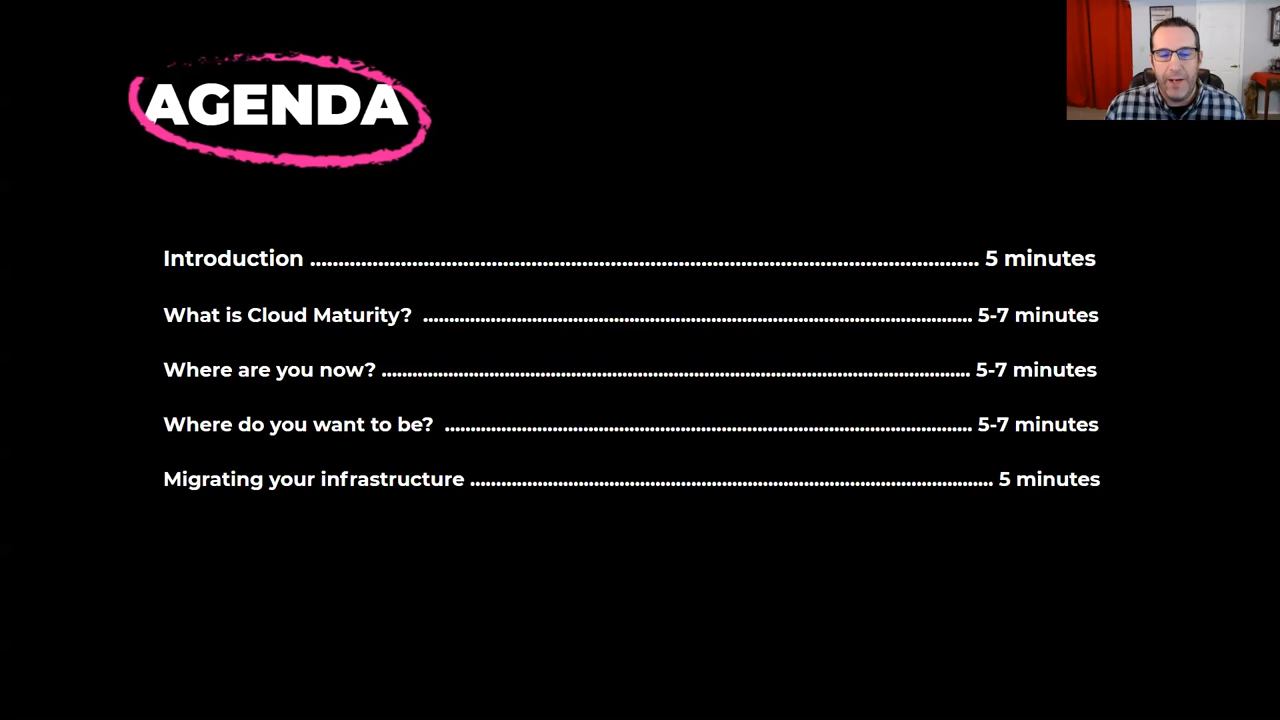 AGENDA
Introduction ........................................................................................................................ 5 minutes
What is Cloud Maturity? ........................................................................................................ 5-7 minutes
Where are you now? ............................................................................................................... 5-7 minutes
Where do you want to be? .................................................................................................... 5-7 minutes
Migrating your infrastructure ................................................................................................... 5 minutes